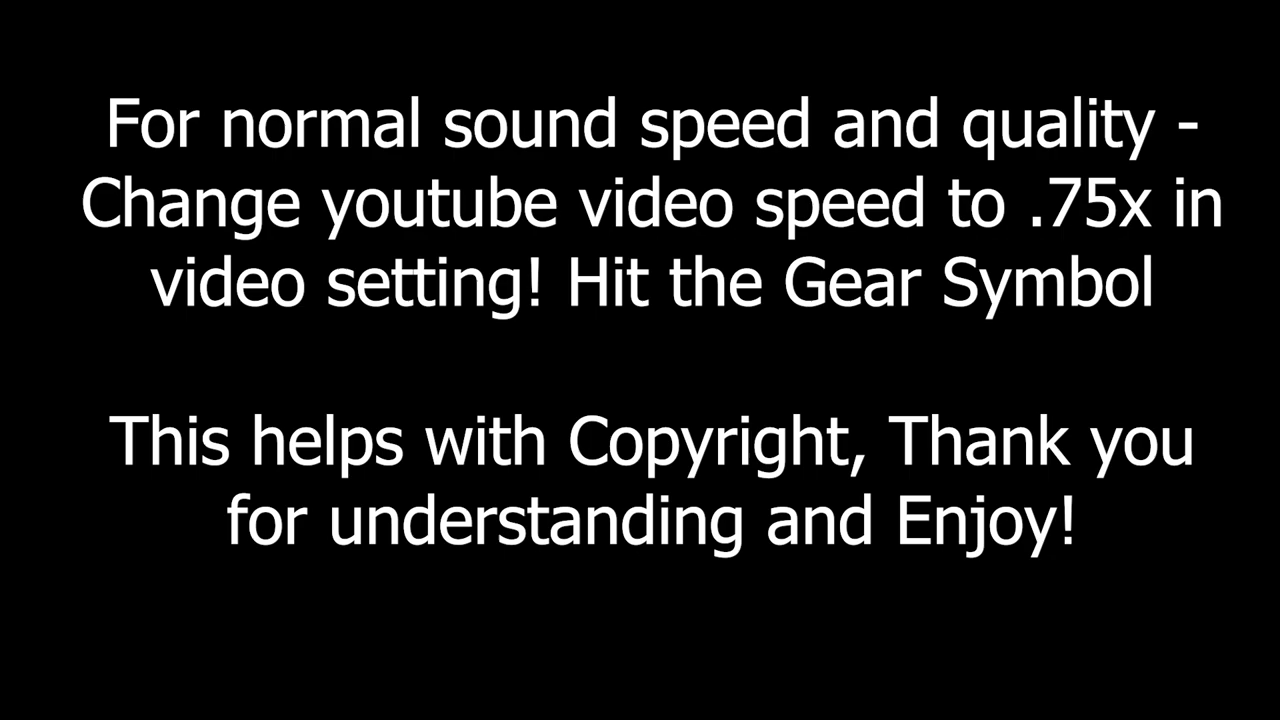 For normal sound speed and quality -
Change youtube video speed to .75x in
video setting! Hit the Gear Symbol
This helps with Copyright, Thank you
for understanding and Enjoy!